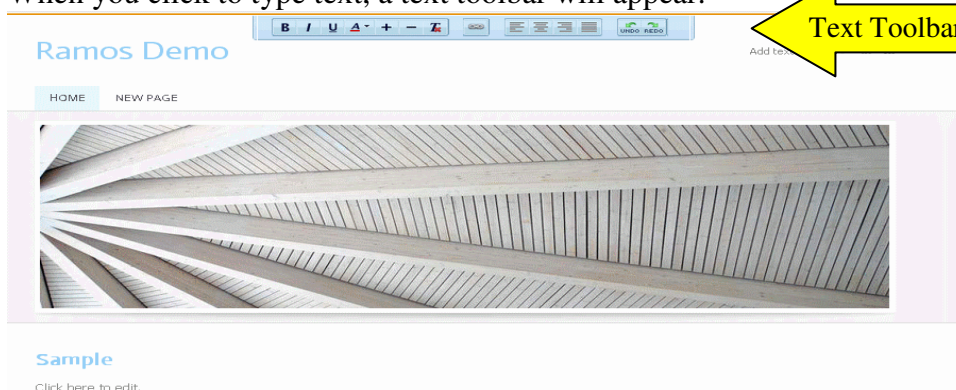 When you click to type text, a text toolbar will appear.
B I U A + - T UNDO REDO
Text Toolbar
Ramos Demo
Add tex
HOME NEW PAGE
Sample
Click here to edit.